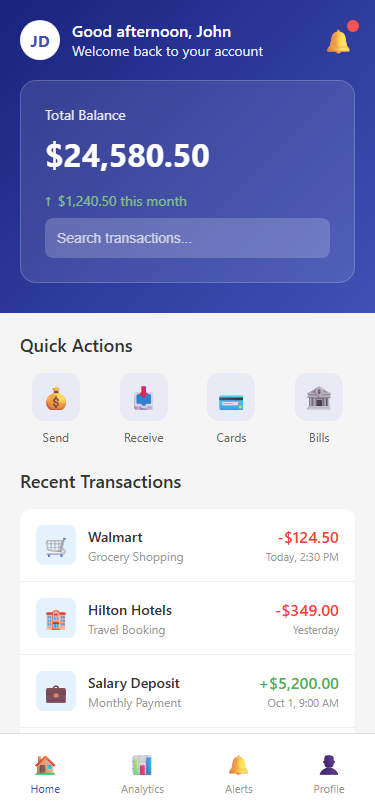 JD
Good afternoon, John
Welcome back to your account
Total Balance
$24,580.50
↑ $1,240.50 this month
Search transactions...
Quick Actions
Send
Receive
Cards
Bills
Recent Transactions
Walmart
-$124.50
Grocery Shopping
Today, 2:30 PM
Hilton Hotels
-$349.00
Travel Booking
Yesterday
Salary Deposit
+$5,200.00
Monthly Payment
Oct 1, 9:00 AM
Home
Analytics
Alerts
Profile